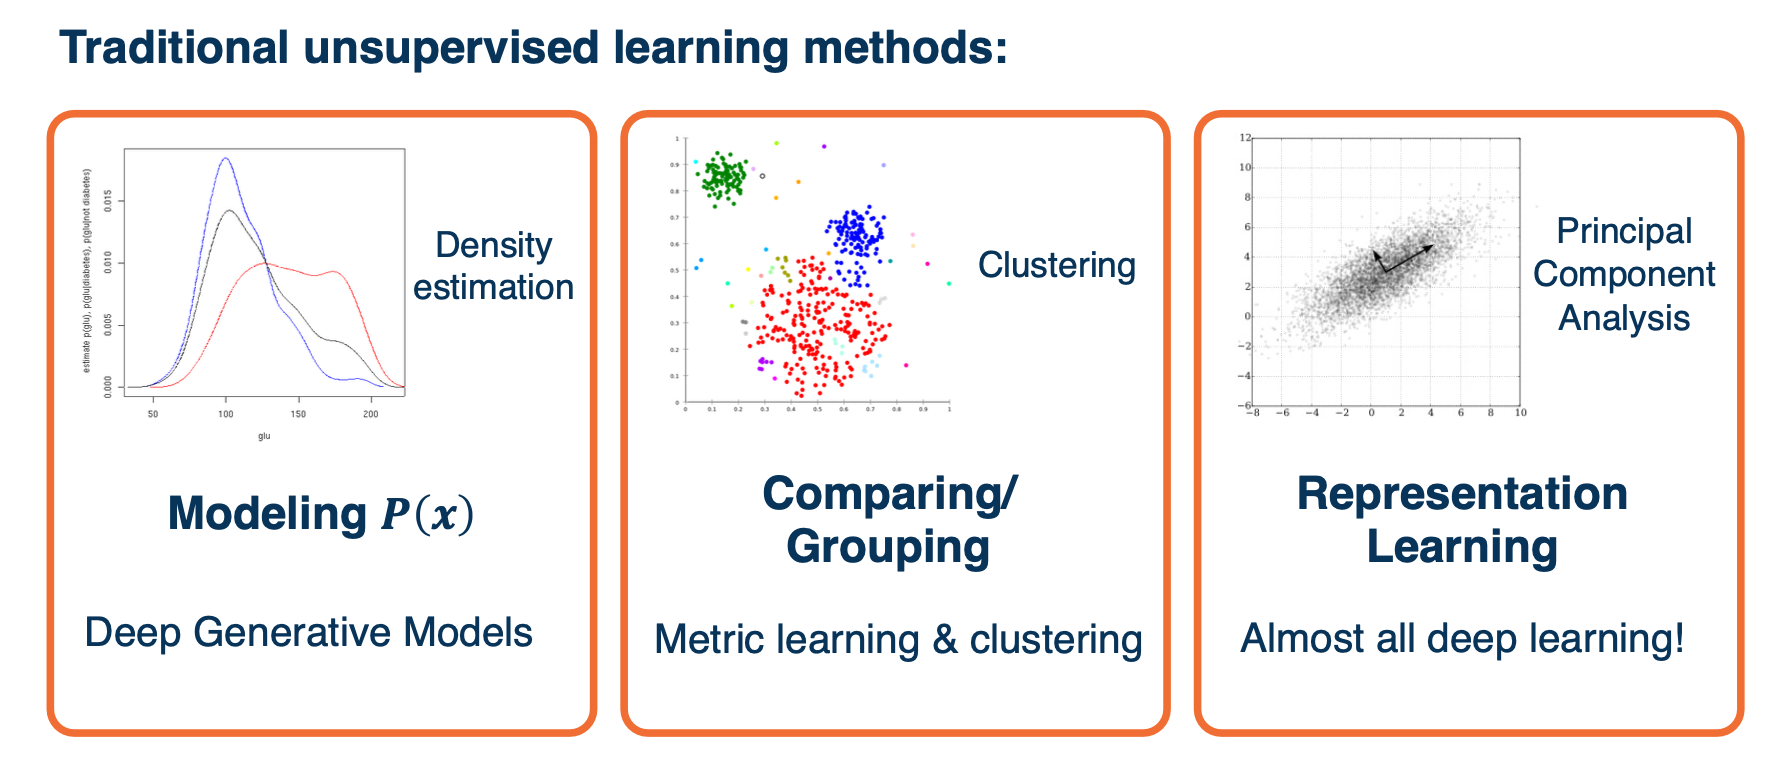 Traditional unsupervised learning methods:
estimate p(glu), p(glu|diabetes), p(glu|not diabetes)
0.015
0.010
0.005
0.000
50 100 150 200
glu
Density
estimation
Modeling P(x)
Deep Generative Models
1
0.9
0.8
0.7
0.6
0.5
0.4
0.3
0.2
0.1
0
0 0.1 0.2 0.3 0.4 0.5 0.6 0.7 0.8 0.9 1
Clustering
Comparing/
Grouping
Metric learning & clustering
12
10
8
6
4
2
0
−2
−4
−6
−8 −6 −4 −2 0 2 4 6 8 10
Principal
Component
Analysis
Representation
Learning
Almost all deep learning!